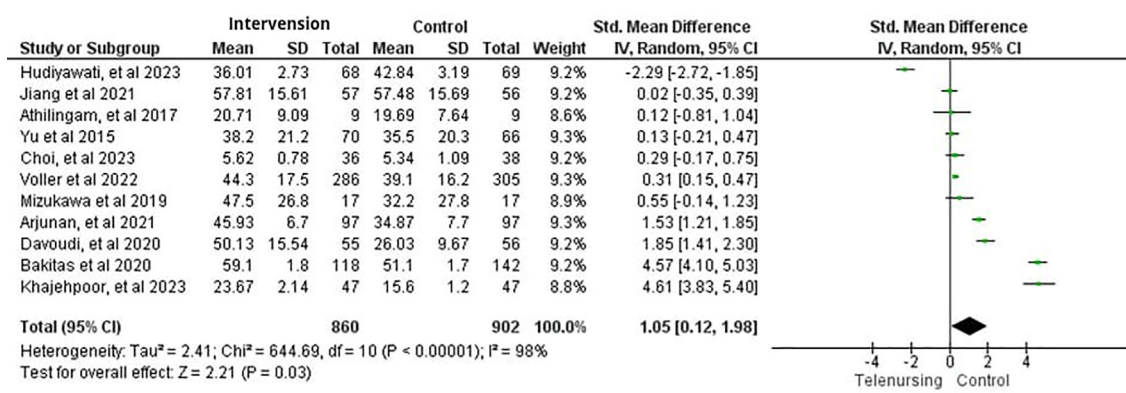 Intervension Control Std. Mean Difference Std. Mean Difference
Study or Subgroup Mean SD Total Mean SD Total Weight IV, Random, 95% CI IV, Random, 95% CI
Hudiyawati, et al 2023 36.01 2.73 68 42.84 3.19 69 9.2% -2.29 [-2.72, -1.85]
Jiang et al 2021 57.81 15.61 57 57.48 15.69 56 9.2% 0.02 [-0.35, 0.39]
Athilingam, et al 2017 20.71 9.09 9 19.69 7.64 9 8.6% 0.12 [-0.81, 1.04]
Yu et al 2015 38.2 21.2 70 35.5 20.3 66 9.3% 0.13 [-0.21, 0.47]
Choi, et al 2023 5.62 0.78 36 5.34 1.09 38 9.2% 0.29 [-0.17, 0.75]
Voller et al 2022 44.3 17.5 286 39.1 16.2 305 9.3% 0.31 [0.15, 0.47]
Mizukawa et al 2019 47.5 26.8 17 32.2 27.8 17 8.9% 0.55 [-0.14, 1.23]
Arjunan, et al 2021 45.93 6.7 97 34.87 7.7 97 9.3% 1.53 [1.21, 1.85]
Davoudi, et al 2020 50.13 15.54 55 26.03 9.67 56 9.2% 1.85 [1.41, 2.30]
Bakitas et al 2020 59.1 1.8 118 51.1 1.7 142 9.2% 4.57 [4.10, 5.03]
Khajehpoor, et al 2023 23.67 2.14 47 15.6 1.2 47 8.8% 4.61 [3.83, 5.40]
Total (95% CI) 860 902 100.0% 1.05 [0.12, 1.98]
Heterogeneity: Tau² = 2.41; Chi² = 644.69, df = 10 (P < 0.00001); I² = 98%
Test for overall effect: Z = 2.21 (P = 0.03)
-4 -2 0 2 4
Telenursing Control